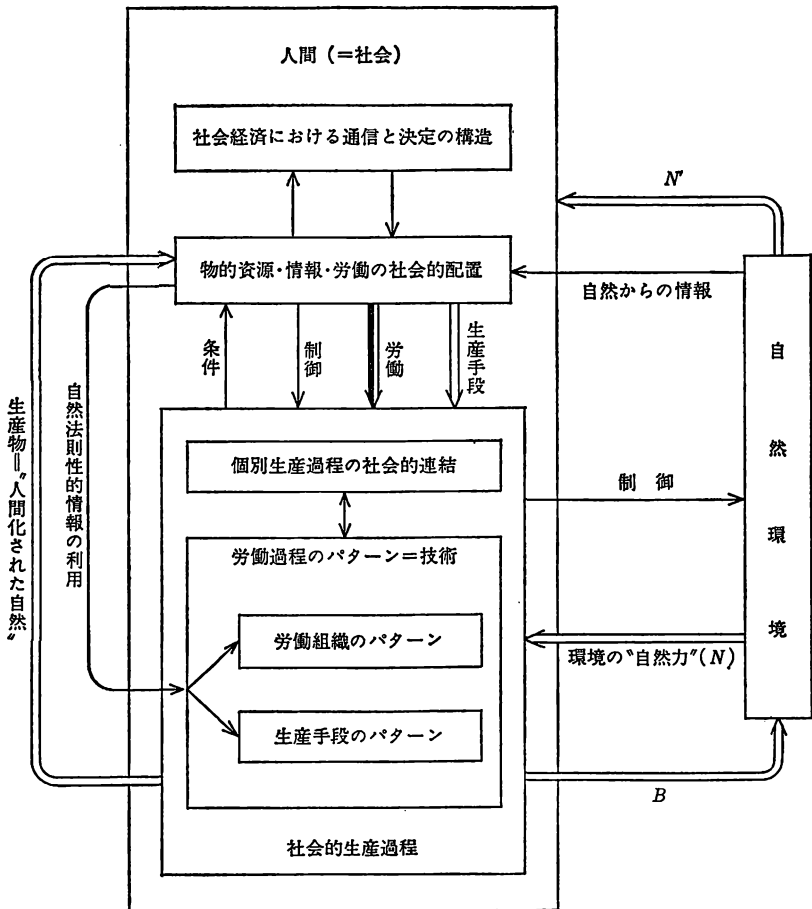 人間（＝社会）
社会経済における通信と決定の構造
N′
物的資源・情報・労働の社会的配置
自然からの情報
条件
制御
労働
生産手段
自然環境
生産物＝〝人間化された自然〟
自然法則性的情報の利用
個別生産過程の社会的連結
制御
労働過程のパターン＝技術
労働組織のパターン
環境の〝自然力〟(N)
生産手段のパターン
B
社会的生産過程